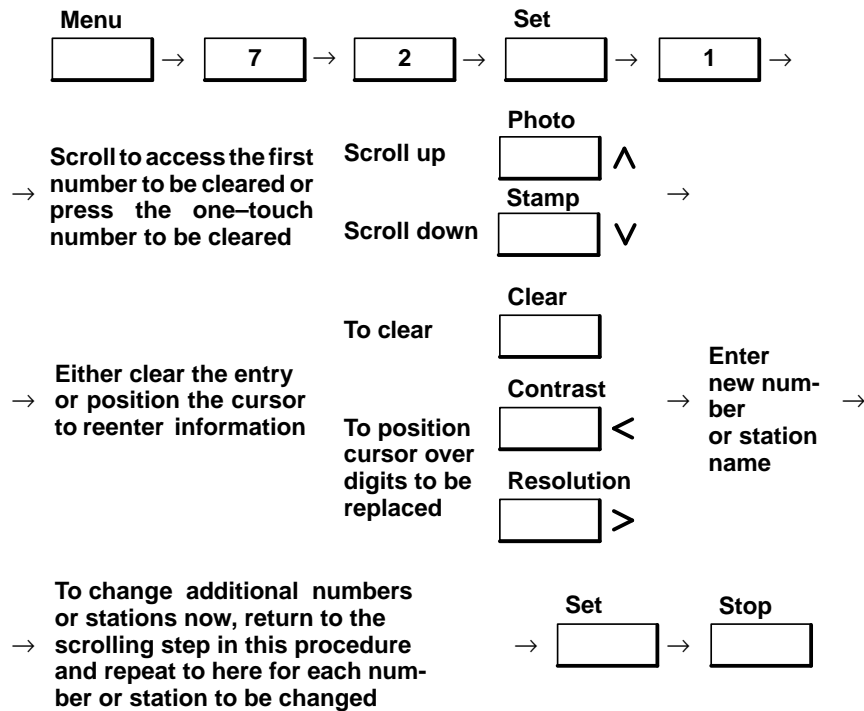 Menu
Set
→ 7 → 2 → → 1 →
Photo
→ Scroll to access the first
number to be cleared or
press the one–touch
number to be cleared
Scroll up ∧
→
Stamp
Scroll down ∨
→ Either clear the entry
or position the cursor
to reenter information
Clear
To clear
Contrast
To position
cursor over
digits to be
replaced
<
Resolution
>
→ Enter
new num-
ber
or station
name →
→ To change additional numbers
or stations now, return to the
scrolling step in this procedure
and repeat to here for each num-
ber or station to be changed
Set Stop
→ →